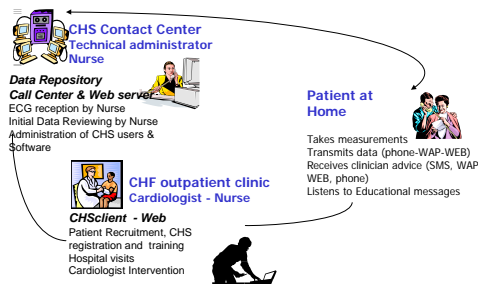 CHS Contact Center
Technical administrator
Nurse
Data Repository
Call Center & Web server
ECG reception by Nurse
Initial Data Reviewing by Nurse
Administration of CHS users &
Software
Patient at
Home
Takes measurements
Transmits data (phone-WAP-WEB)
Receives clinician advice (SMS, WAP
WEB, phone)
Listens to Educational messages
CHF outpatient clinic
Cardiologist - Nurse
CHSclient - Web
Patient Recruitment, CHS
registration and training
Hospital visits
Cardiologist Intervention